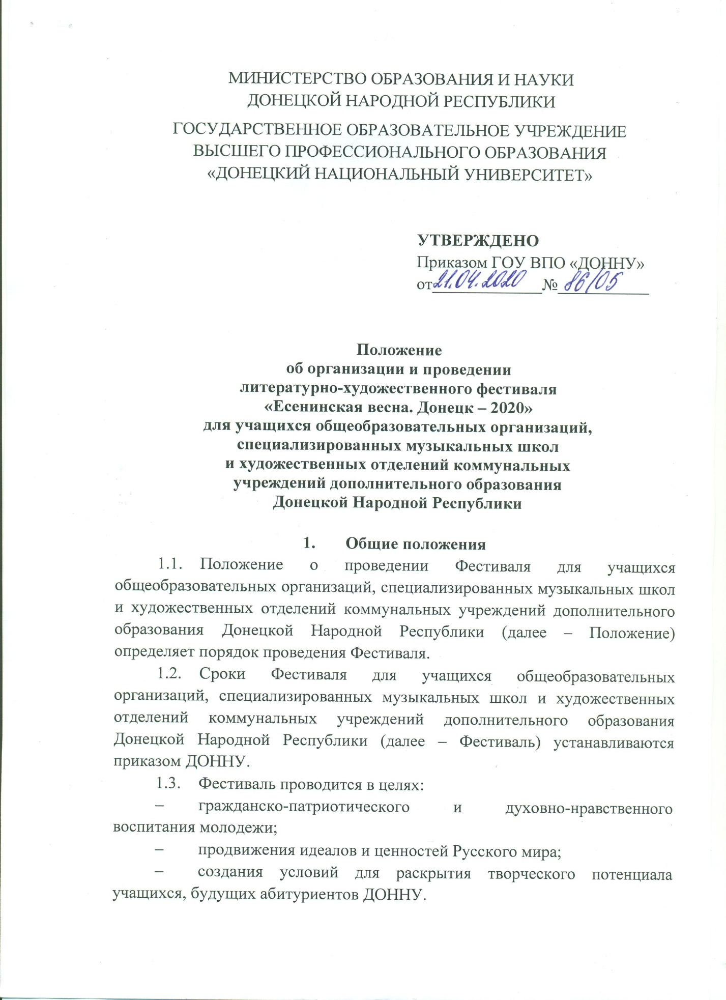 МИНИСТЕРСТВО ОБРАЗОВАНИЯ И НАУКИ
ДОНЕЦКОЙ НАРОДНОЙ РЕСПУБЛИКИ
ГОСУДАРСТВЕННОЕ ОБРАЗОВАТЕЛЬНОЕ УЧРЕЖДЕНИЕ
ВЫСШЕГО ПРОФЕССИОНАЛЬНОГО ОБРАЗОВАНИЯ
«ДОНЕЦКИЙ НАЦИОНАЛЬНЫЙ УНИВЕРСИТЕТ»
УТВЕРЖДЕНО
Приказом ГОУ ВПО «ДОННУ»
от 21.04.2020 № 86/05
Положение
об организации и проведении
литературно-художественного фестиваля
«Есенинская весна. Донецк – 2020»
для учащихся общеобразовательных организаций,
специализированных музыкальных школ
и художественных отделений коммунальных
учреждений дополнительного образования
Донецкой Народной Республики
1. Общие положения
1.1. Положение о проведении Фестиваля для учащихся
общеобразовательных организаций, специализированных музыкальных школ
и художественных отделений коммунальных учреждений дополнительного
образования Донецкой Народной Республики (далее – Положение)
определяет порядок проведения Фестиваля.
1.2. Сроки Фестиваля для учащихся общеобразовательных
организаций, специализированных музыкальных школ и художественных
отделений коммунальных учреждений дополнительного образования
Донецкой Народной Республики (далее – Фестиваль) устанавливаются
приказом ДОННУ.
1.3. Фестиваль проводится в целях:
– гражданско-патриотического и духовно-нравственного
воспитания молодежи;
– продвижения идеалов и ценностей Русского мира;
– создания условий для раскрытия творческого потенциала
учащихся, будущих абитуриентов ДОННУ.